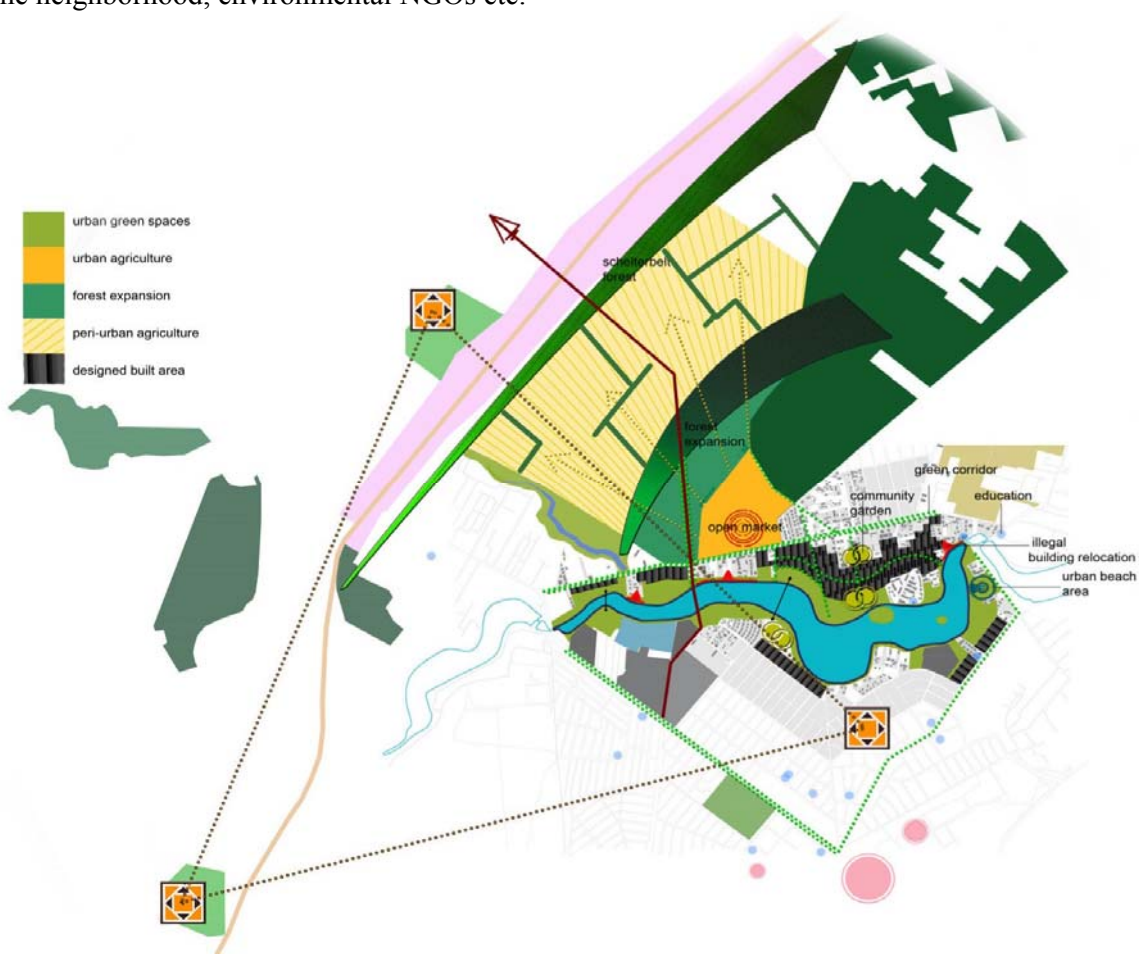 the neighborhood, environmental NGOs etc.
urban green spaces
urban agriculture
forest expansion
peri-urban agriculture
designed built area
schelterbelt
forest
forest
expansion
green corridor
community
garden
education
open market
illegal
building relocation
urban beach
area